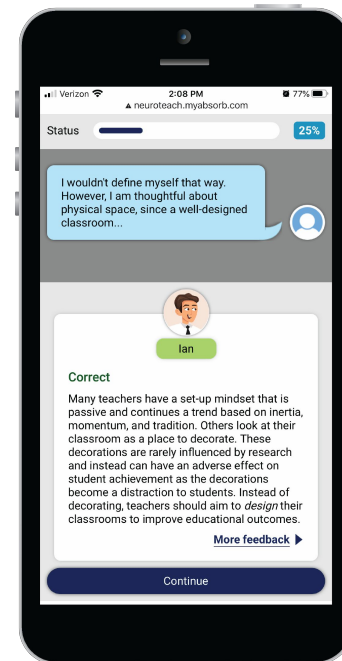 Verizon 2:08 PM 77%
neuroteach.myabsorb.com
Status 25%
I wouldn't define myself that way.
However, I am thoughtful about
physical space, since a well-designed
classroom...
Ian
Correct
Many teachers have a set-up mindset that is
passive and continues a trend based on inertia,
momentum, and tradition. Others look at their
classroom as a place to decorate. These
decorations are rarely influenced by research
and instead can have an adverse effect on
student achievement as the decorations
become a distraction to students. Instead of
decorating, teachers should aim to design their
classrooms to improve educational outcomes.
More feedback
Continue